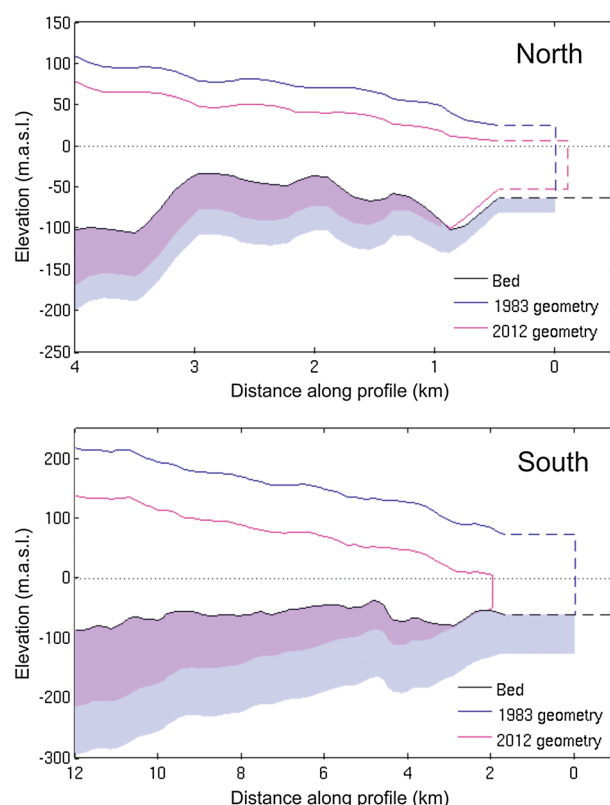 150
100
50
0
-50
-100
-150
-200
-250
Elevation (m.a.s.l.)
North
Bed
1983 geometry
2012 geometry
4
3
2
1
0
Distance along profile (km)
200
100
0
-100
-200
-300
Elevation (m.a.s.l.)
South
Bed
1983 geometry
2012 geometry
12
10
8
6
4
2
0
Distance along profile (km)